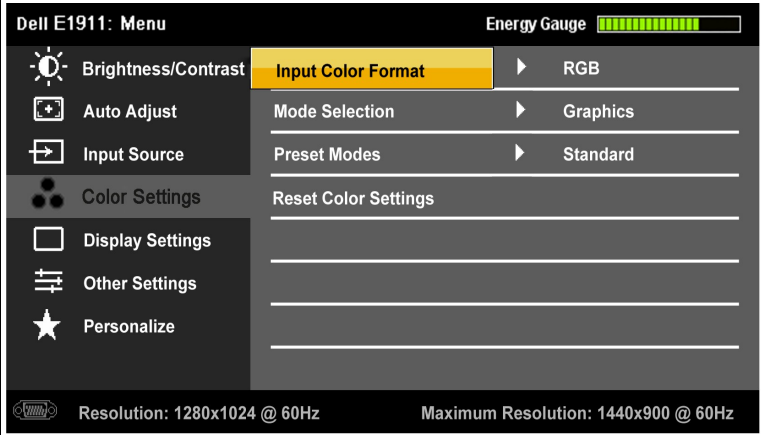 Dell E1911: Menu Energy Gauge
Brightness/Contrast Input Color Format RGB
Auto Adjust Mode Selection Graphics
Input Source Preset Modes Standard
Color Settings Reset Color Settings
Display Settings
Other Settings
Personalize
Resolution: 1280x1024 @ 60Hz Maximum Resolution: 1440x900 @ 60Hz